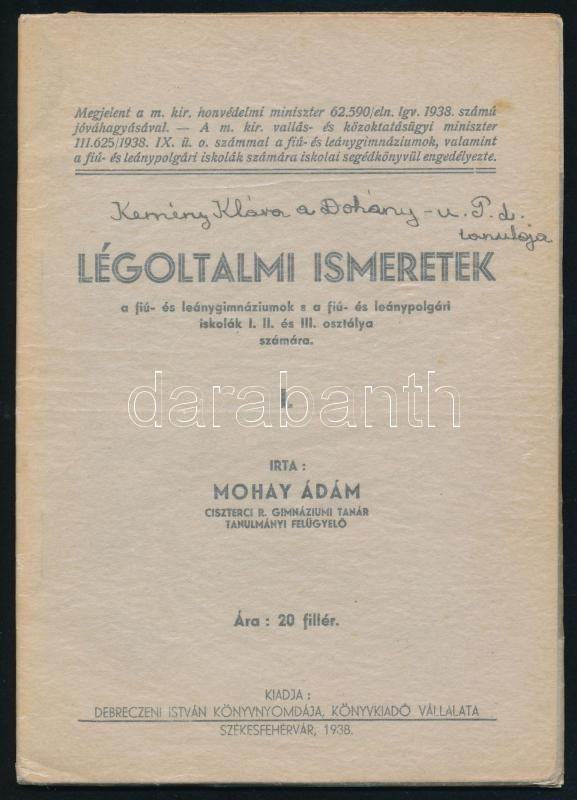 Megjelent a m. kir. honvédelmi miniszter 62.590/eln. lgv. 1938. számú
jóváhagyásával. — A m. kir. vallás- és közoktatásügyi miniszter
111.625/1938. IX. ü. o. számmal a fiú- és leánygimnáziumok, valamint
a fiú- és leánypolgári iskolák számára iskolai segédkönyvül engedélyezte.
Kemény Klára a Dohány-u. P. L.
tanulója
LÉGOLTALMI ISMERETEK
a fiú- és leánygimnáziumok s a fiú- és leánypolgári
iskolák I. II. és III. osztálya
számára.
I.
darabanth
IRTA :
MOHAY ÁDÁM
CISZTERCI R. GIMNÁZIUMI TANÁR
TANULMÁNYI FELÜGYELŐ
Ára : 20 fillér.
KIADJA :
DEBRECZENI ISTVÁN KÖNYVNYOMDÁJA, KÖNYVKIADÓ VÁLLALATA
SZÉKESFEHÉRVÁR, 1938.